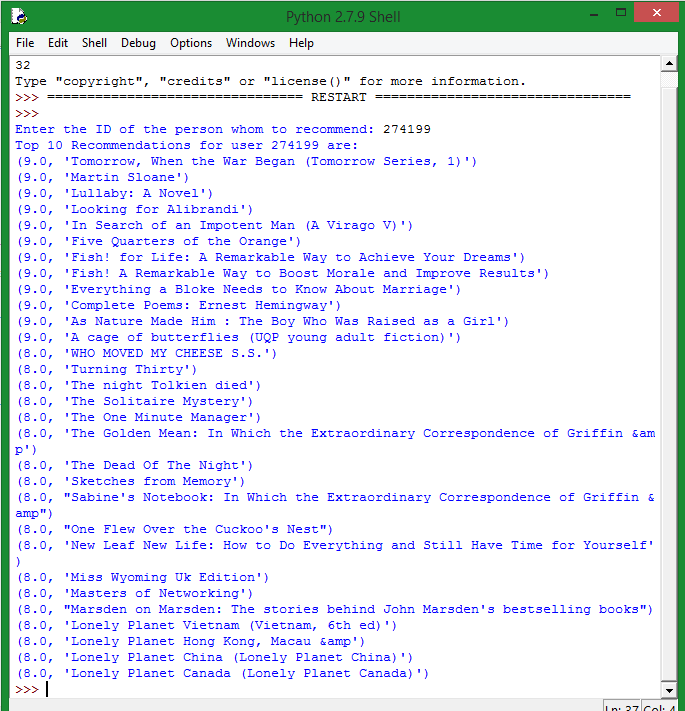 Python 2.7.9 Shell
File Edit Shell Debug Options Windows Help
32
Type "copyright", "credits" or "license()" for more information.
>>> ================================ RESTART ================================
>>>
Enter the ID of the person whom to recommend: 274199
Top 10 Recommendations for user 274199 are:
(9.0, 'Tomorrow, When the War Began (Tomorrow Series, 1)')
(9.0, 'Martin Sloane')
(9.0, 'Lullaby: A Novel')
(9.0, 'Looking for Alibrandi')
(9.0, 'In Search of an Impotent Man (A Virago V)')
(9.0, 'Five Quarters of the Orange')
(9.0, 'Fish! for Life: A Remarkable Way to Achieve Your Dreams')
(9.0, 'Fish! A Remarkable Way to Boost Morale and Improve Results')
(9.0, 'Everything a Bloke Needs to Know About Marriage')
(9.0, 'Complete Poems: Ernest Hemingway')
(9.0, 'As Nature Made Him : The Boy Who Was Raised as a Girl')
(9.0, 'A cage of butterflies (UQP young adult fiction)')
(8.0, 'WHO MOVED MY CHEESE S.S.')
(8.0, 'Turning Thirty')
(8.0, 'The night Tolkien died')
(8.0, 'The Solitaire Mystery')
(8.0, 'The One Minute Manager')
(8.0, 'The Golden Mean: In Which the Extraordinary Correspondence of Griffin &am
p')
(8.0, 'The Dead Of The Night')
(8.0, 'Sketches from Memory')
(8.0, "Sabine's Notebook: In Which the Extraordinary Correspondence of Griffin &
amp")
(8.0, "One Flew Over the Cuckoo's Nest")
(8.0, 'New Leaf New Life: How to Do Everything and Still Have Time for Yourself'
)
(8.0, 'Miss Wyoming Uk Edition')
(8.0, 'Masters of Networking')
(8.0, "Marsden on Marsden: The stories behind John Marsden's bestselling books")
(8.0, 'Lonely Planet Vietnam (Vietnam, 6th ed)')
(8.0, 'Lonely Planet Hong Kong, Macau &amp')
(8.0, 'Lonely Planet China (Lonely Planet China)')
(8.0, 'Lonely Planet Canada (Lonely Planet Canada)')
>>>
Ln: 37 Col: 4